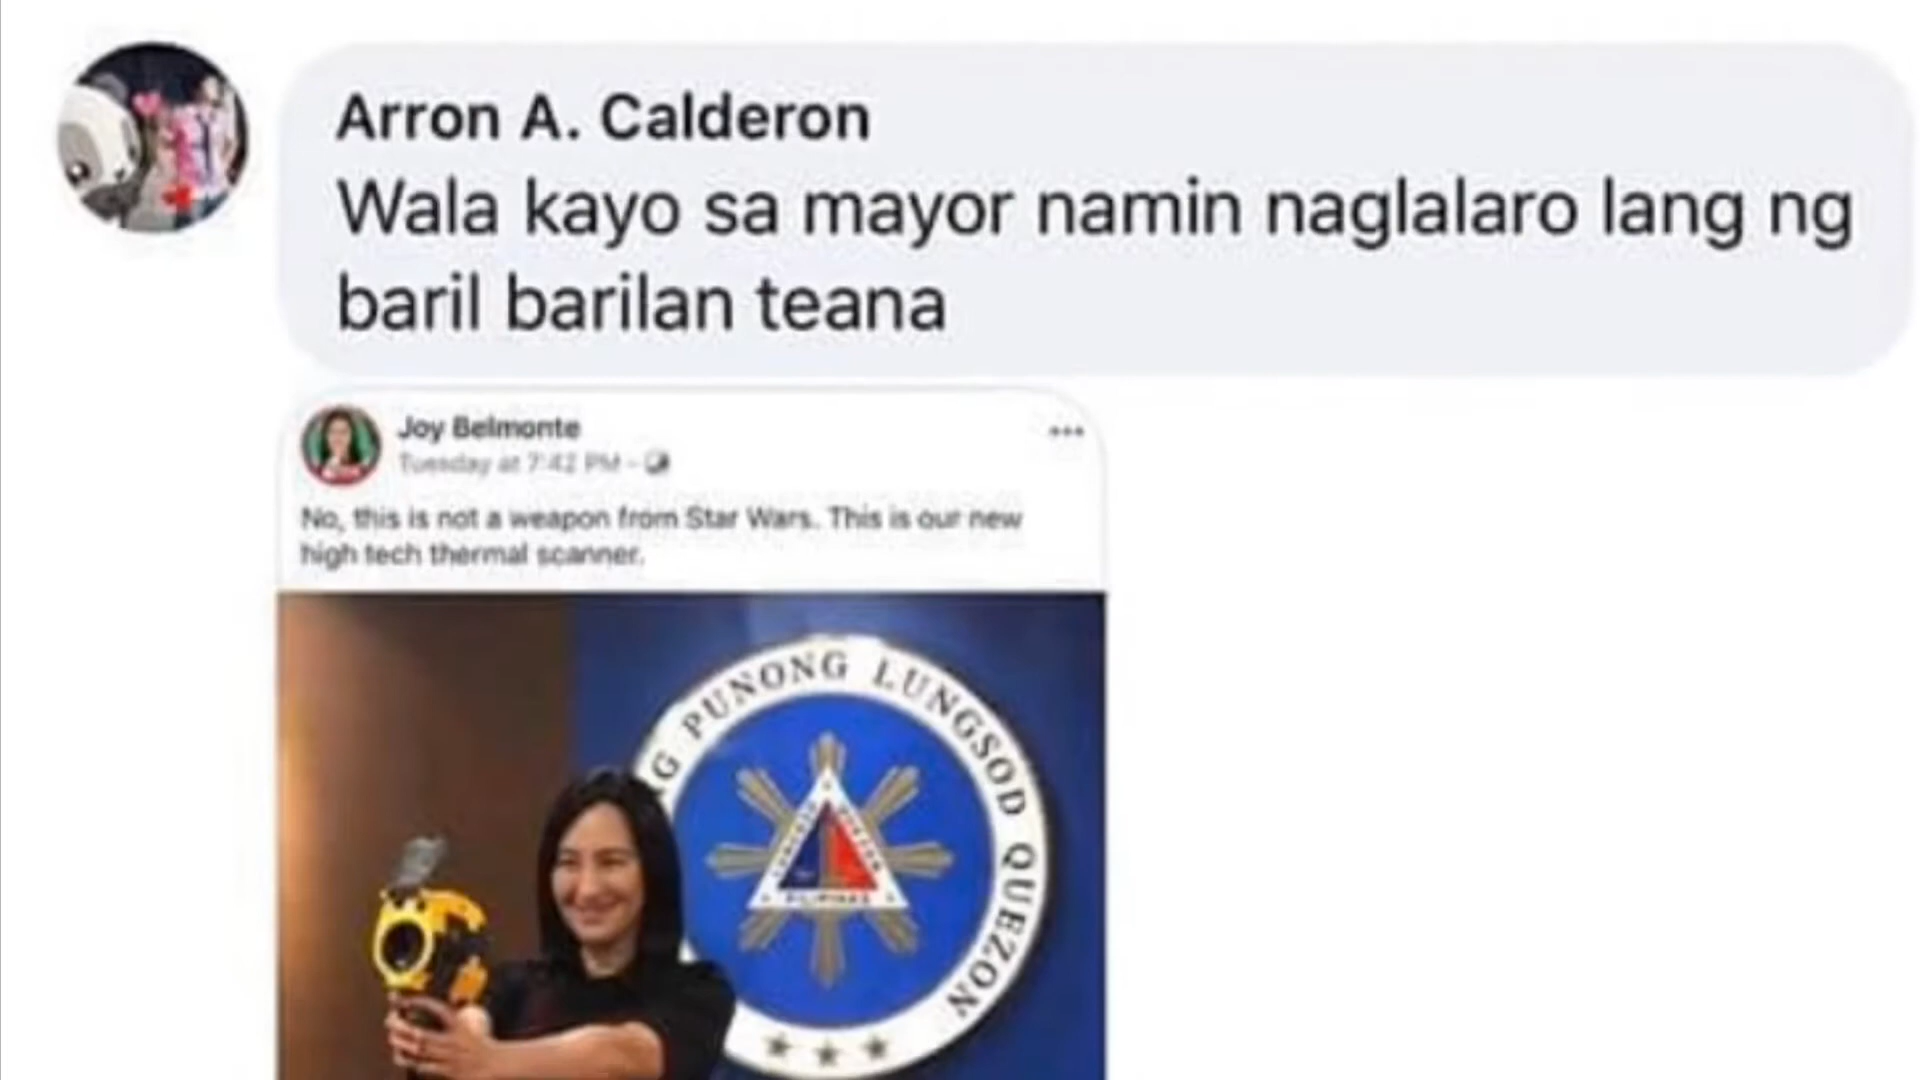 Arron A. Calderon
Wala kayo sa mayor namin naglalaro lang ng
baril barilan teana
Joy Belmonte
Tuesday at 7:42 PM
No, this is not a weapon from Star Wars. This is our new
high tech thermal scanner.
PUNONG LUNGSOD QUEZON
PILIPINAS